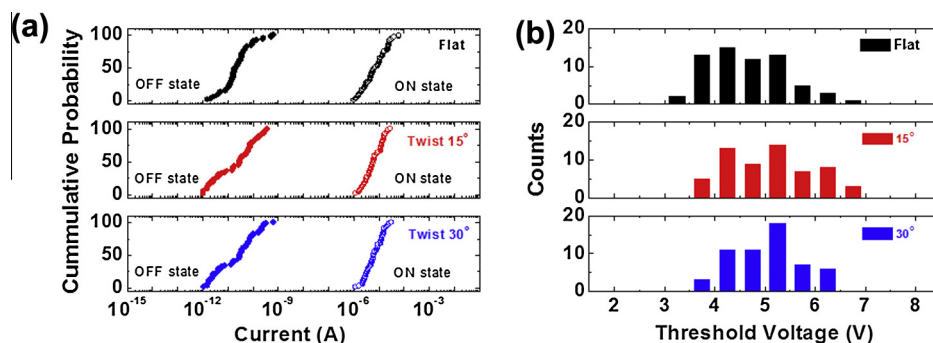 (a)
Cummulative Probability
100
50
0
Flat
OFF state
ON state
100
50
0
Twist 15°
OFF state
ON state
100
50
0
Twist 30°
OFF state
ON state
10-15
10-12
10-9
10-6
10-3
Current (A)
(b)
Counts
20
10
0
Flat
20
10
0
15°
20
10
0
30°
2
3
4
5
6
7
8
Threshold Voltage (V)